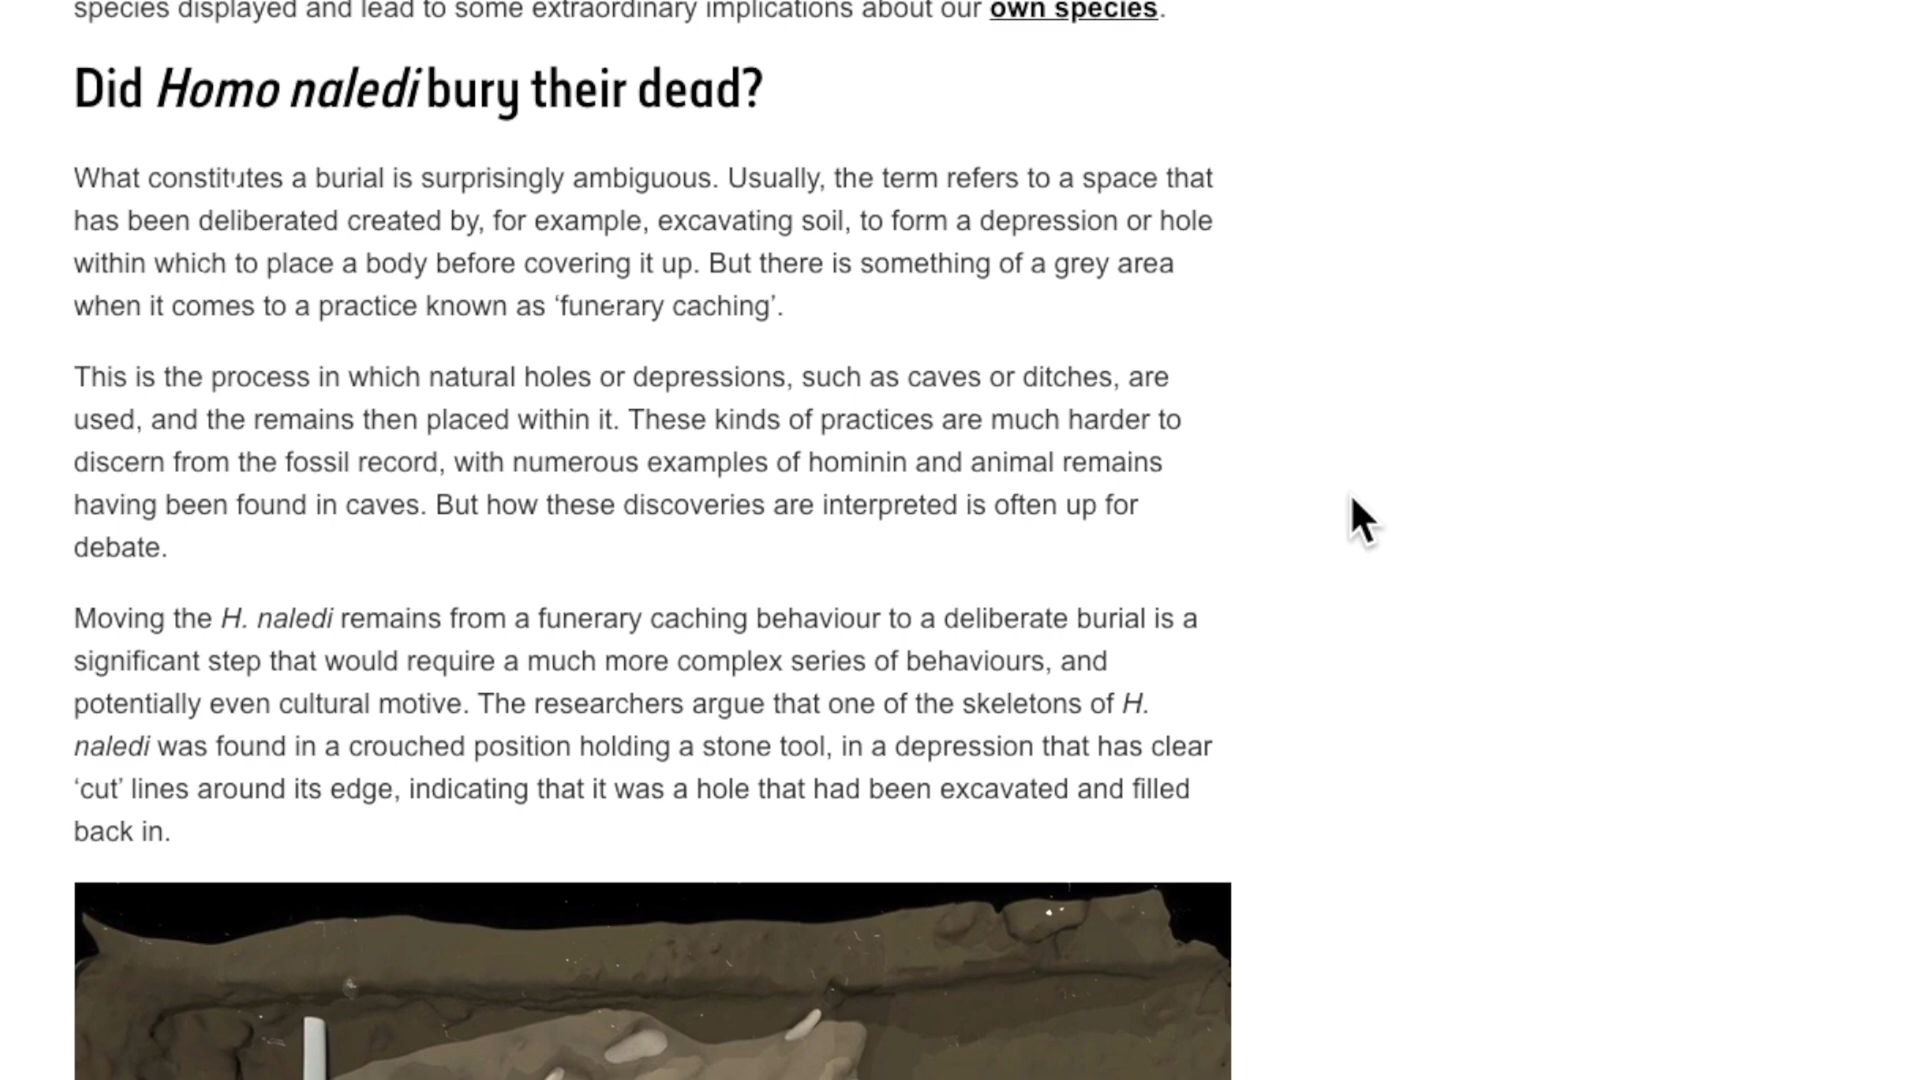 species displayed and lead to some extraordinary implications about our own species.
Did Homo naledi bury their dead?
What constitutes a burial is surprisingly ambiguous. Usually, the term refers to a space that
has been deliberated created by, for example, excavating soil, to form a depression or hole
within which to place a body before covering it up. But there is something of a grey area
when it comes to a practice known as ‘funerary caching’.
This is the process in which natural holes or depressions, such as caves or ditches, are
used, and the remains then placed within it. These kinds of practices are much harder to
discern from the fossil record, with numerous examples of hominin and animal remains
having been found in caves. But how these discoveries are interpreted is often up for
debate.
Moving the H. naledi remains from a funerary caching behaviour to a deliberate burial is a
significant step that would require a much more complex series of behaviours, and
potentially even cultural motive. The researchers argue that one of the skeletons of H.
naledi was found in a crouched position holding a stone tool, in a depression that has clear
‘cut’ lines around its edge, indicating that it was a hole that had been excavated and filled
back in.